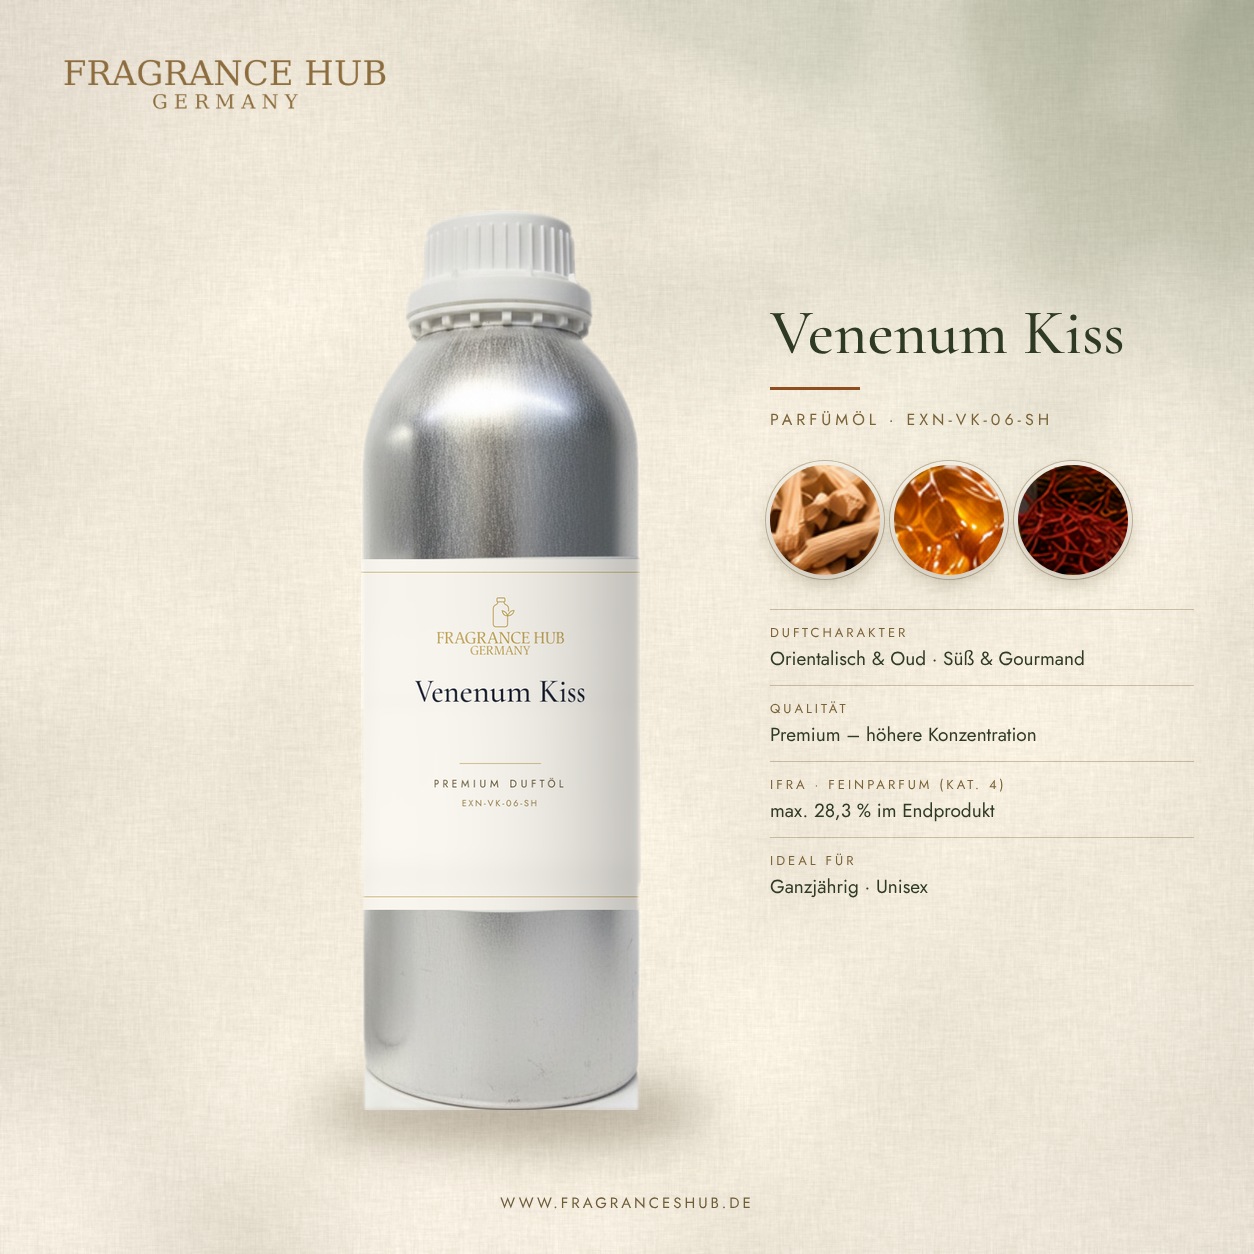 FRAGRANCE HUB
GERMANY
Venenum Kiss
PARFÜMÖL · EXN-VK-06-SH
DUFTCHARAKTER
Orientalisch & Oud · Süß & Gourmand
QUALITÄT
Premium – höhere Konzentration
IFRA · FEINPARFUM (KAT. 4)
max. 28,3 % im Endprodukt
IDEAL FÜR
Ganzjährig · Unisex
FRAGRANCE HUB
GERMANY
Venenum Kiss
PREMIUM DUFTÖL
EXN-VK-06-SH
WWW.FRAGRANCESHUB.DE